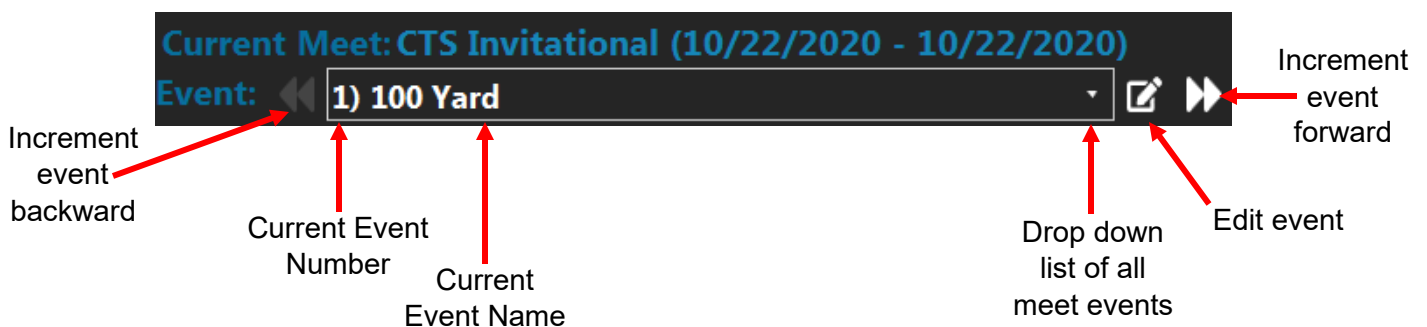 Current Meet: CTS Invitational (10/22/2020 - 10/22/2020)
Event: 1) 100 Yard
Increment
event
forward
Increment
event
backward
Current Event
Number
Current
Event Name
Drop down
list of all
meet events
Edit event